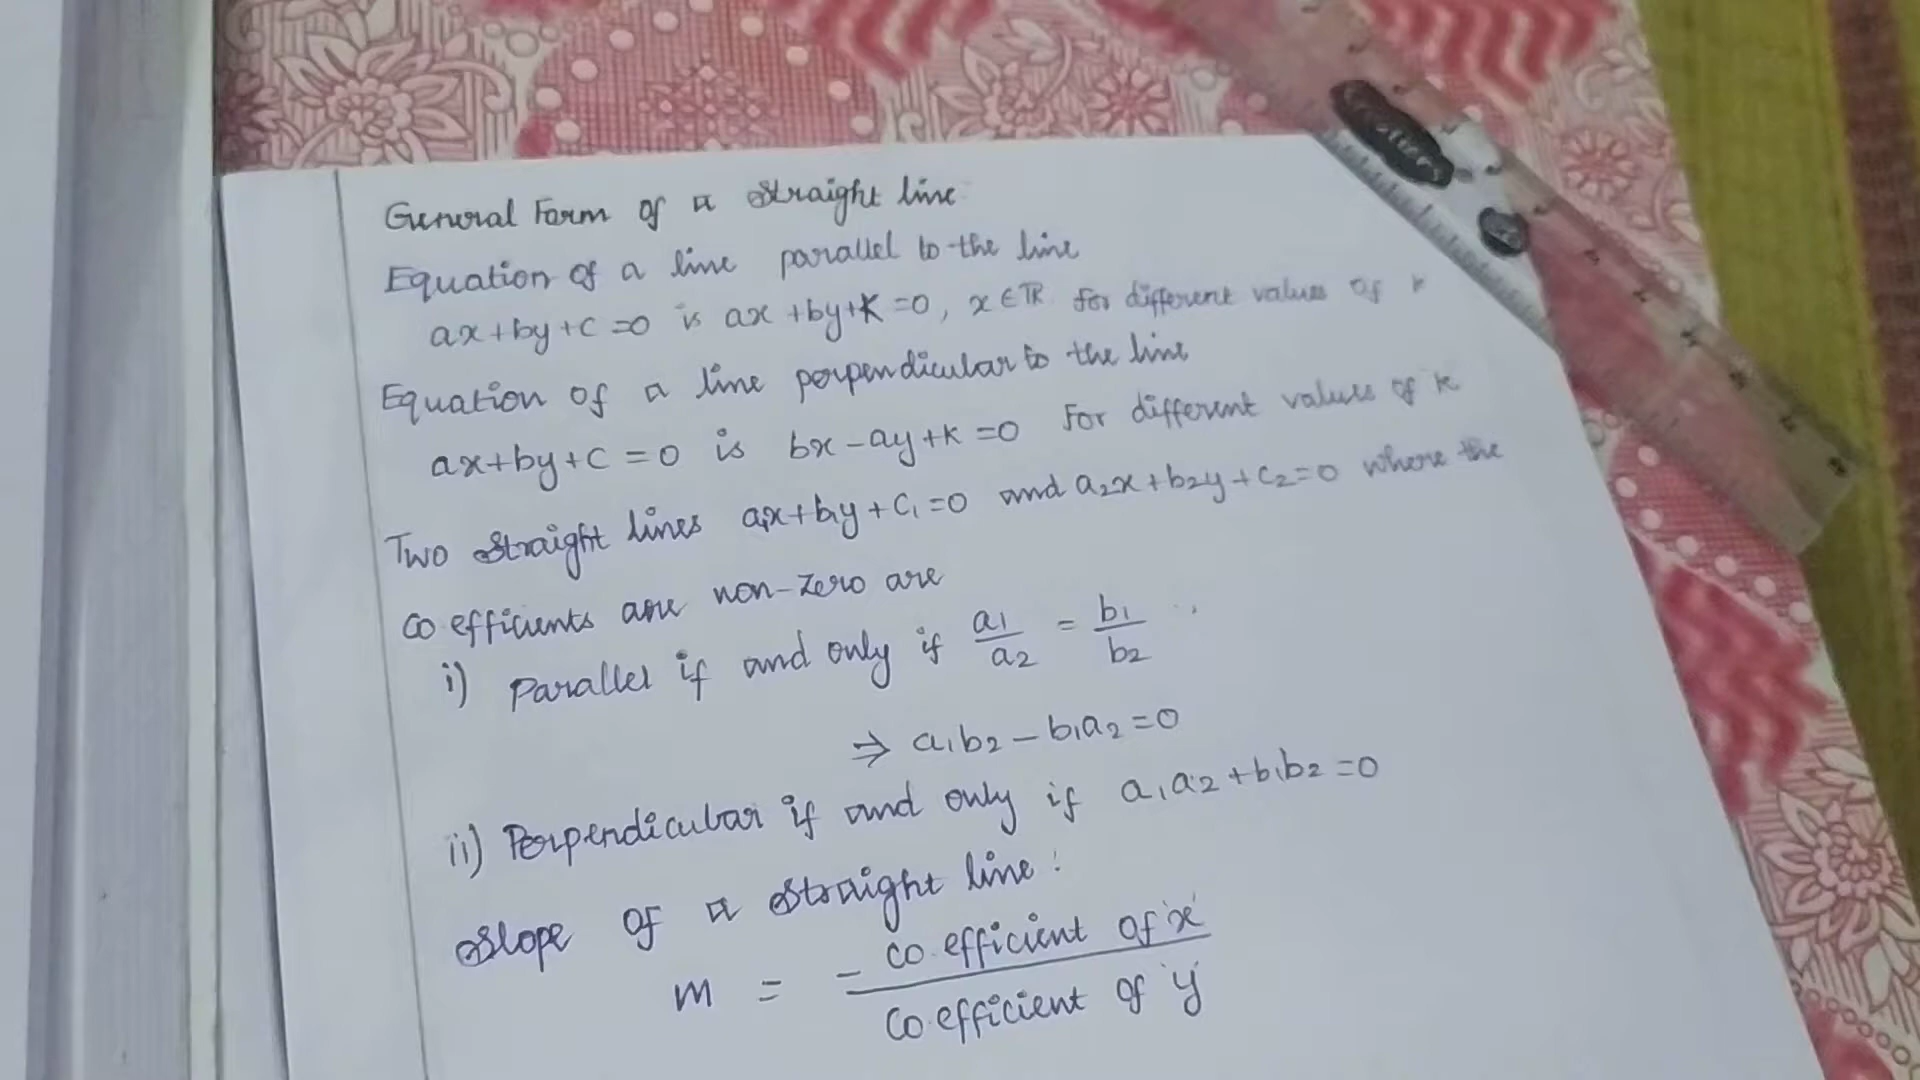 General Form of a straight line
Equation of a line parallel to the line
ax+by+c=0 is ax+by+K=0, x∈ℝ for different values of k
Equation of a line perpendicular to the line
ax+by+c=0 is bx-ay+k=0 For different values of k
Two straight lines a₁x+b₁y+c₁=0 and a₂x+b₂y+c₂=0 where the
co efficients are non-zero are
i) Parallel if and only if a₁/a₂ = b₁/b₂
⇒ a₁b₂-b₁a₂=0
ii) Perpendicular if and only if a₁a₂+b₁b₂=0
Slope of a straight line:
m = - co.efficient of 'x' / co.efficient of 'y'